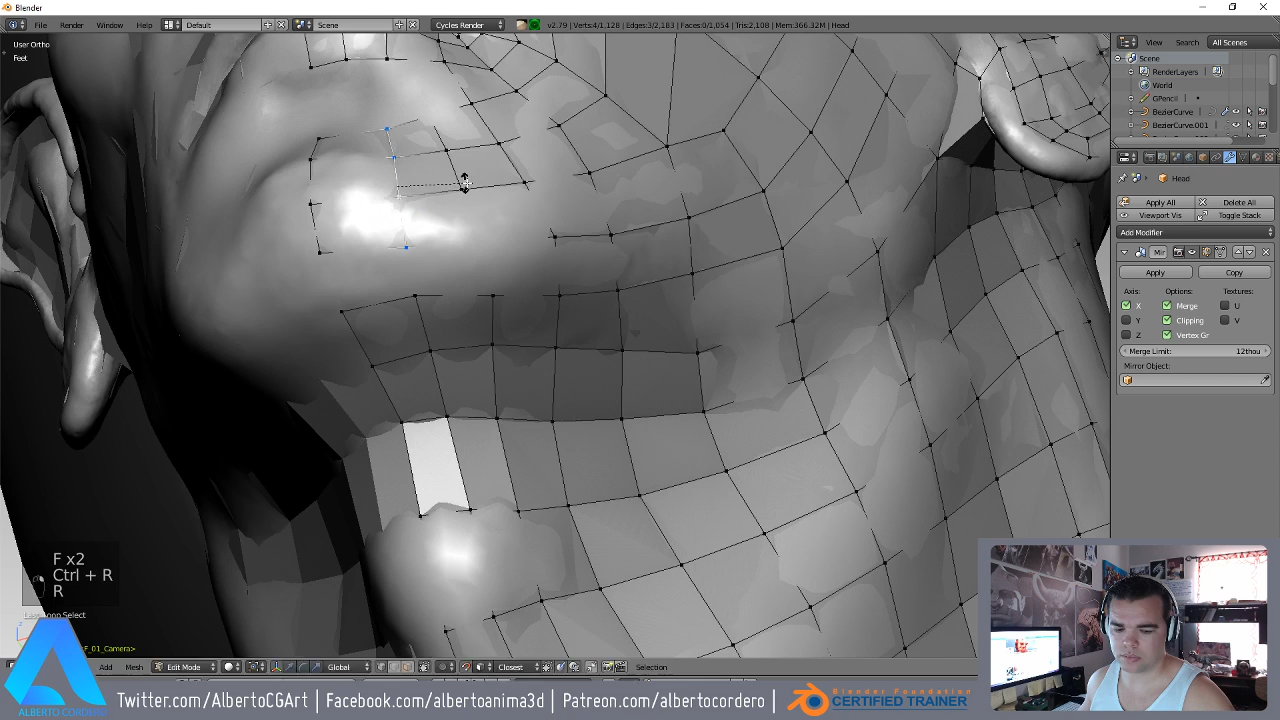 Blender
File Render Window Help Default Scene Cycles Render v2.79 | Verts:4/1,128 | Edges:3/2,183 | Faces:0/1,054 | Tris:2,108 | Mem:366.32M | Head
View Search All Scenes
User Ortho
Feet
Scene
RenderLayers
World
GPencil
BezierCurve
BezierCurve.001
Head
Apply All Delete All
Viewport Vis Toggle Stack
Add Modifier
Mir
Apply Copy
Axis: Options: Textures:
X Merge U
Y Clipping V
Z Vertex Gr
Merge Limit: 12thou
Mirror Object:
F x2
Ctrl + R
R
F_01_Camera>
Add Mesh Edit Mode Global Closest Selection
ALBERTO CORDERO
Twitter.com/AlbertoCGArt | Facebook.com/albertoanima3d | Patreon.com/albertocordero |
Blender Foundation
CERTIFIED TRAINER